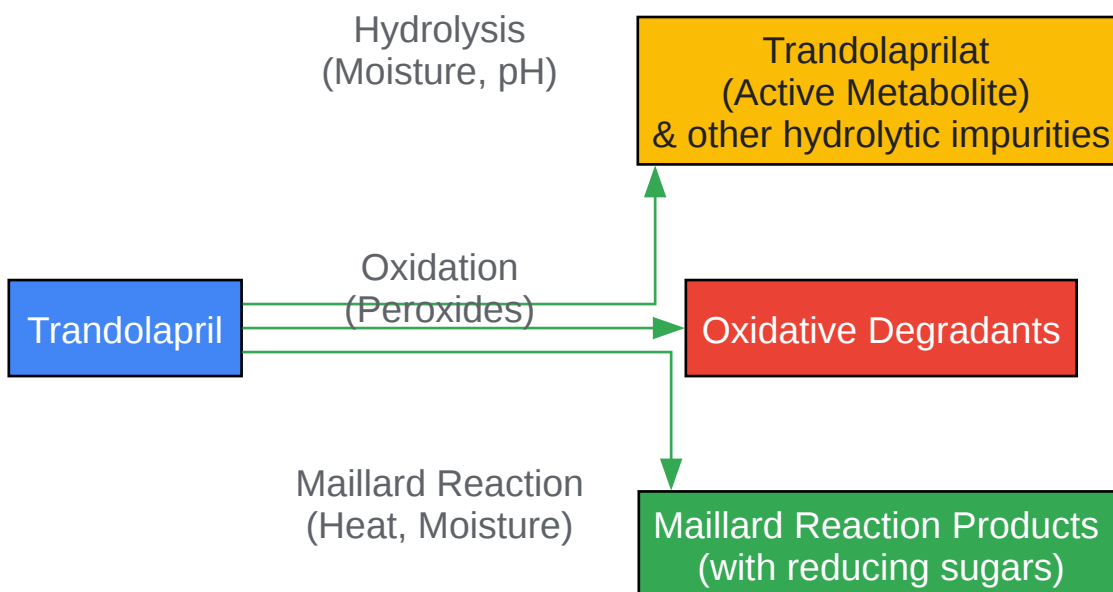 Hydrolysis
(Moisture, pH)
Trandolaprilat
(Active Metabolite)
& other hydrolytic impurities
Oxidation
(Peroxides)
Trandolapril
Oxidative Degradants
Maillard Reaction
(Heat, Moisture)
Maillard Reaction Products
(with reducing sugars)